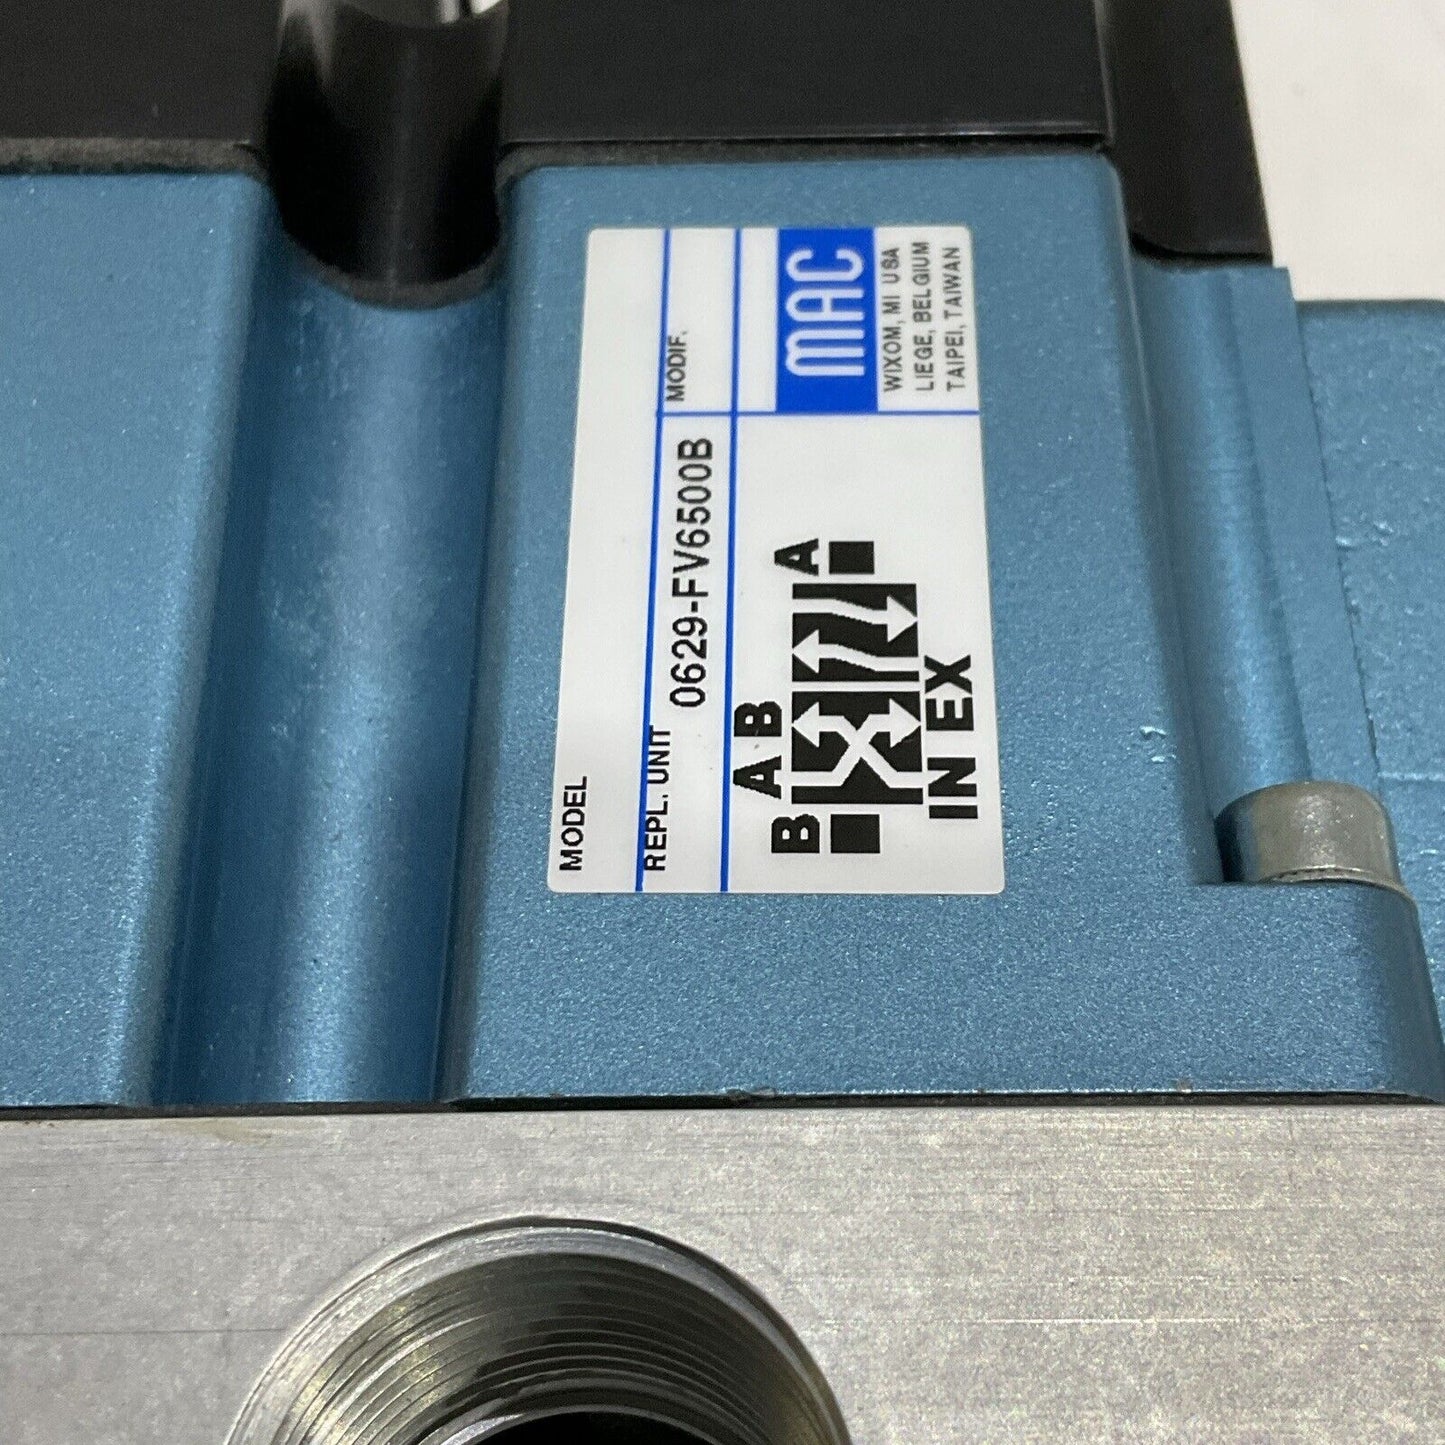 MODEL
REPL. UNIT
0629-FV6500B
MODIF.
MAC
WIXOM, MI USA
LIEGE, BELGIUM
TAIPEI, TAIWAN
A B
B A
IN EX